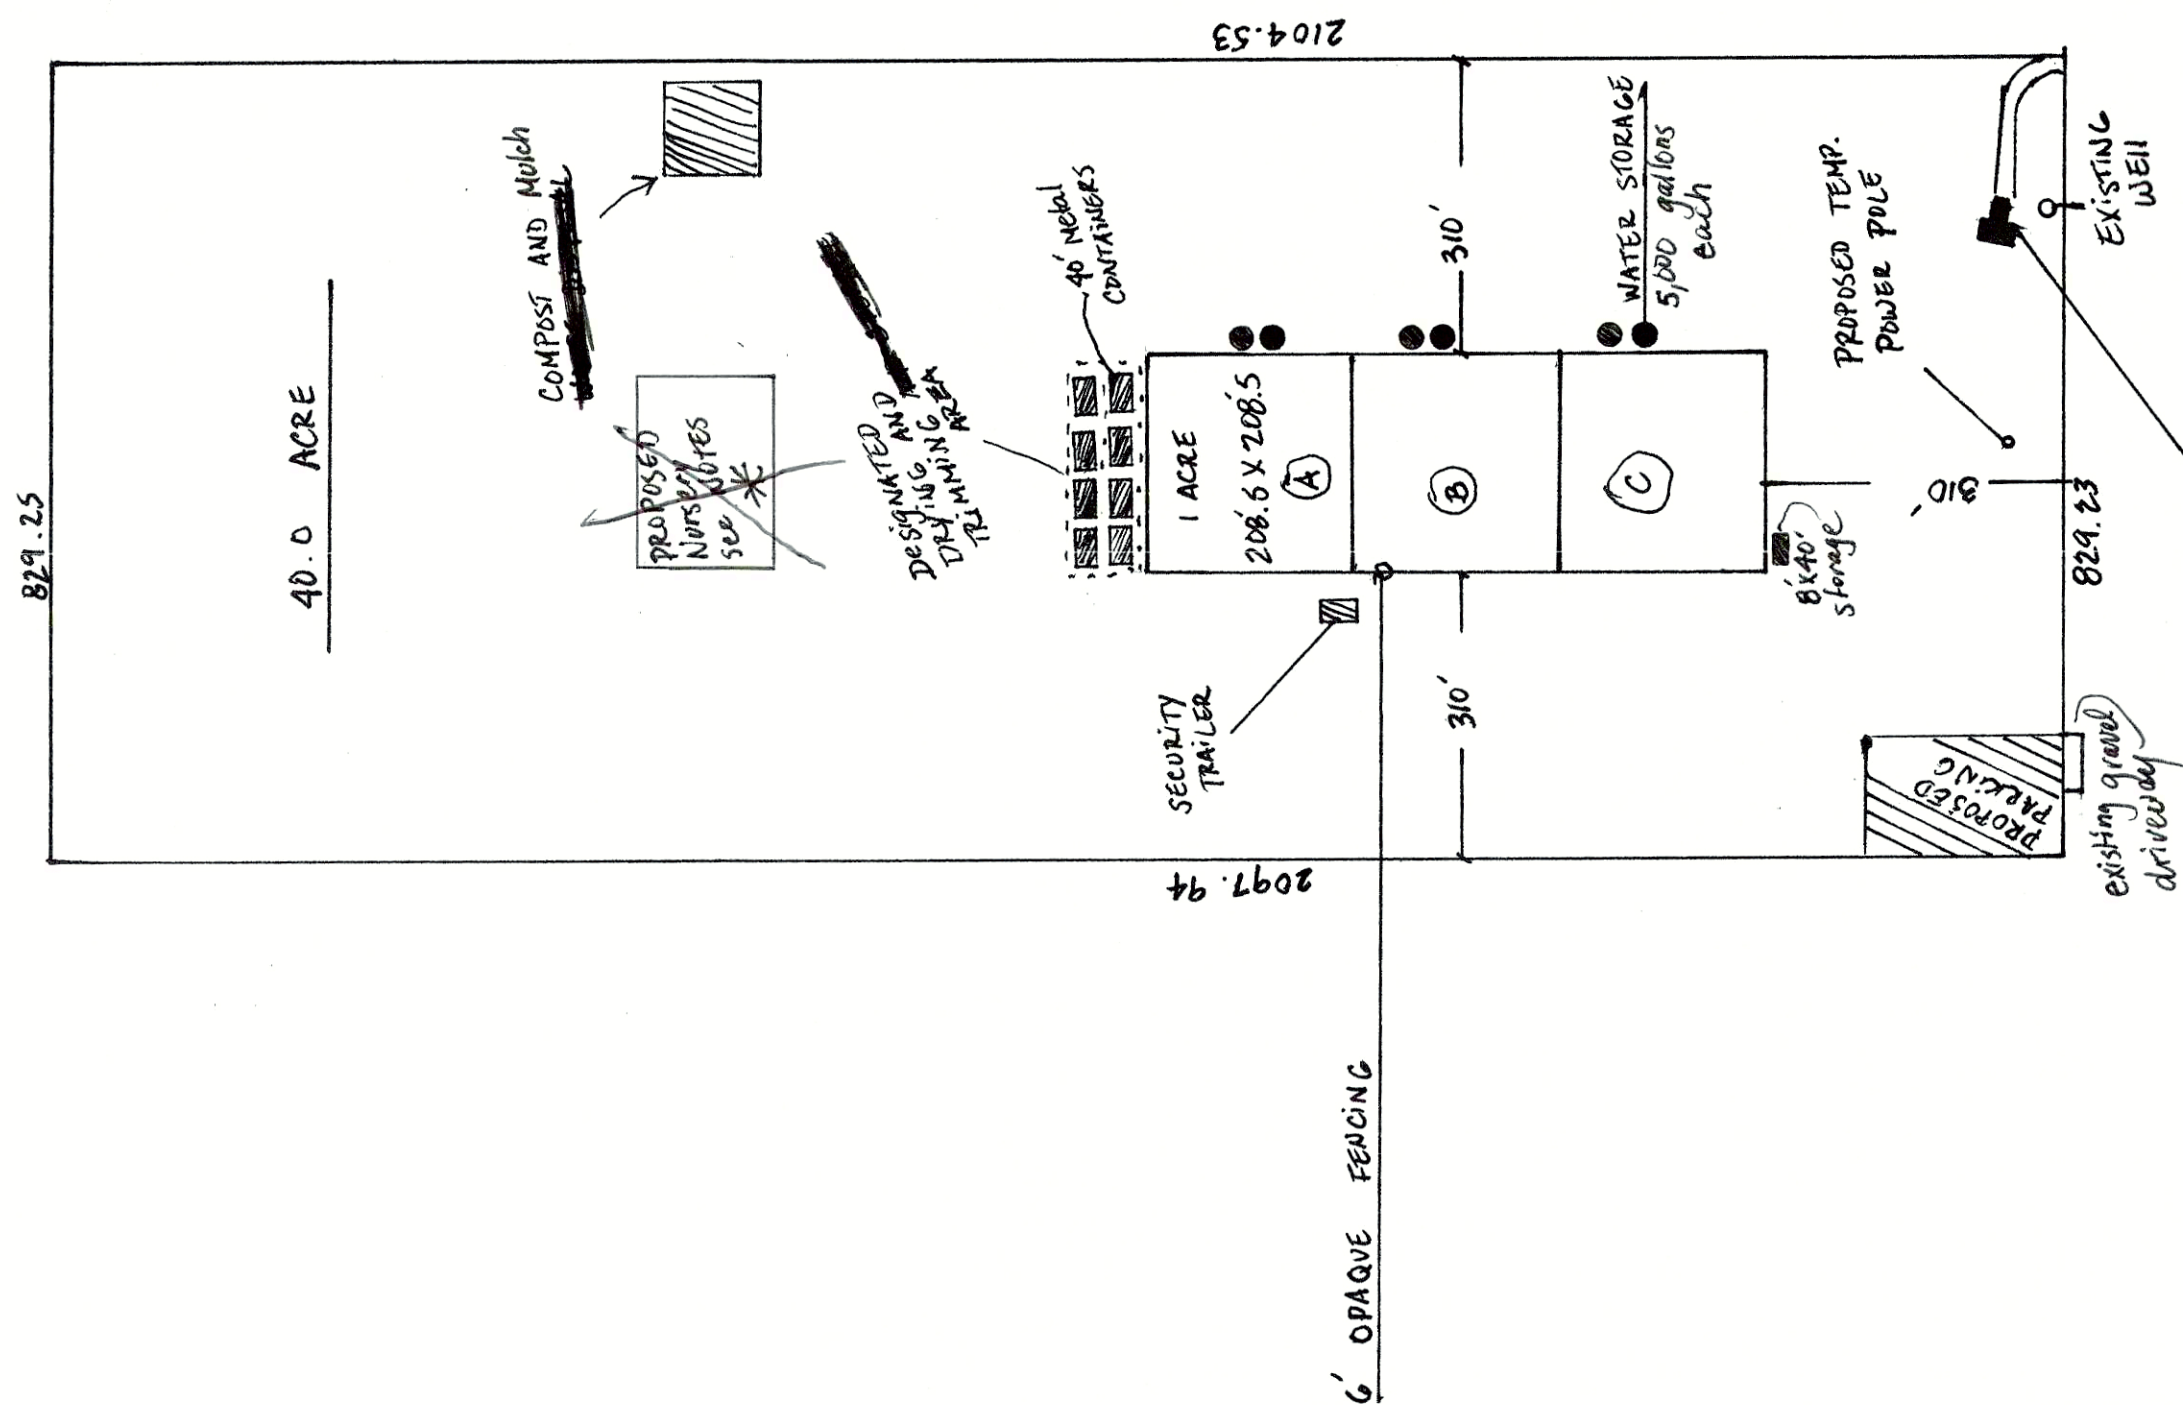 829.25
2104.53
40.0 ACRE
COMPOST AND Mulch
PROPOSED
Nursery
see NOTES
*
DESIGNATED
DRYING AND
TRIMMING AREA
40' Metal
CONTAINERS
1 ACRE
208.5 X 208.5
A
B
C
310'
WATER STORAGE
5,000 gallons
each
PROPOSED TEMP.
POWER POLE
EXISTING
WELL
SECURITY
TRAILER
310'
8'x40'
storage
310'
829.23
PROPOSED
PARKING
existing gravel
driveway
2097.94
6' OPAQUE FENCING